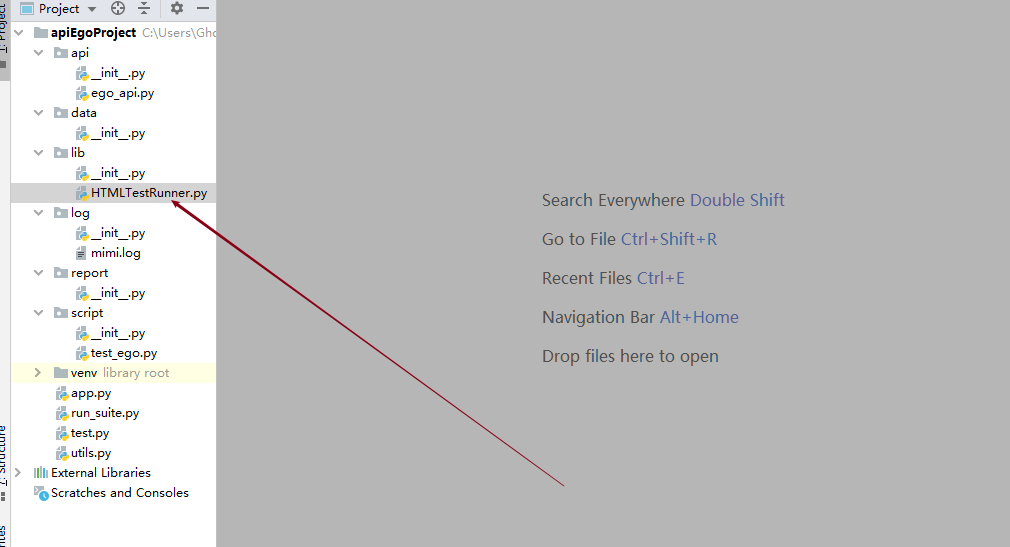 Project
1: Project
apiEgoProject C:\Users\Gho
api
__init__.py
ego_api.py
data
__init__.py
lib
__init__.py
HTMLTestRunner.py
log
__init__.py
mimi.log
report
__init__.py
script
__init__.py
test_ego.py
venv library root
app.py
run_suite.py
test.py
utils.py
External Libraries
Scratches and Consoles
7: Structure
Search Everywhere Double Shift
Go to File Ctrl+Shift+R
Recent Files Ctrl+E
Navigation Bar Alt+Home
Drop files here to open